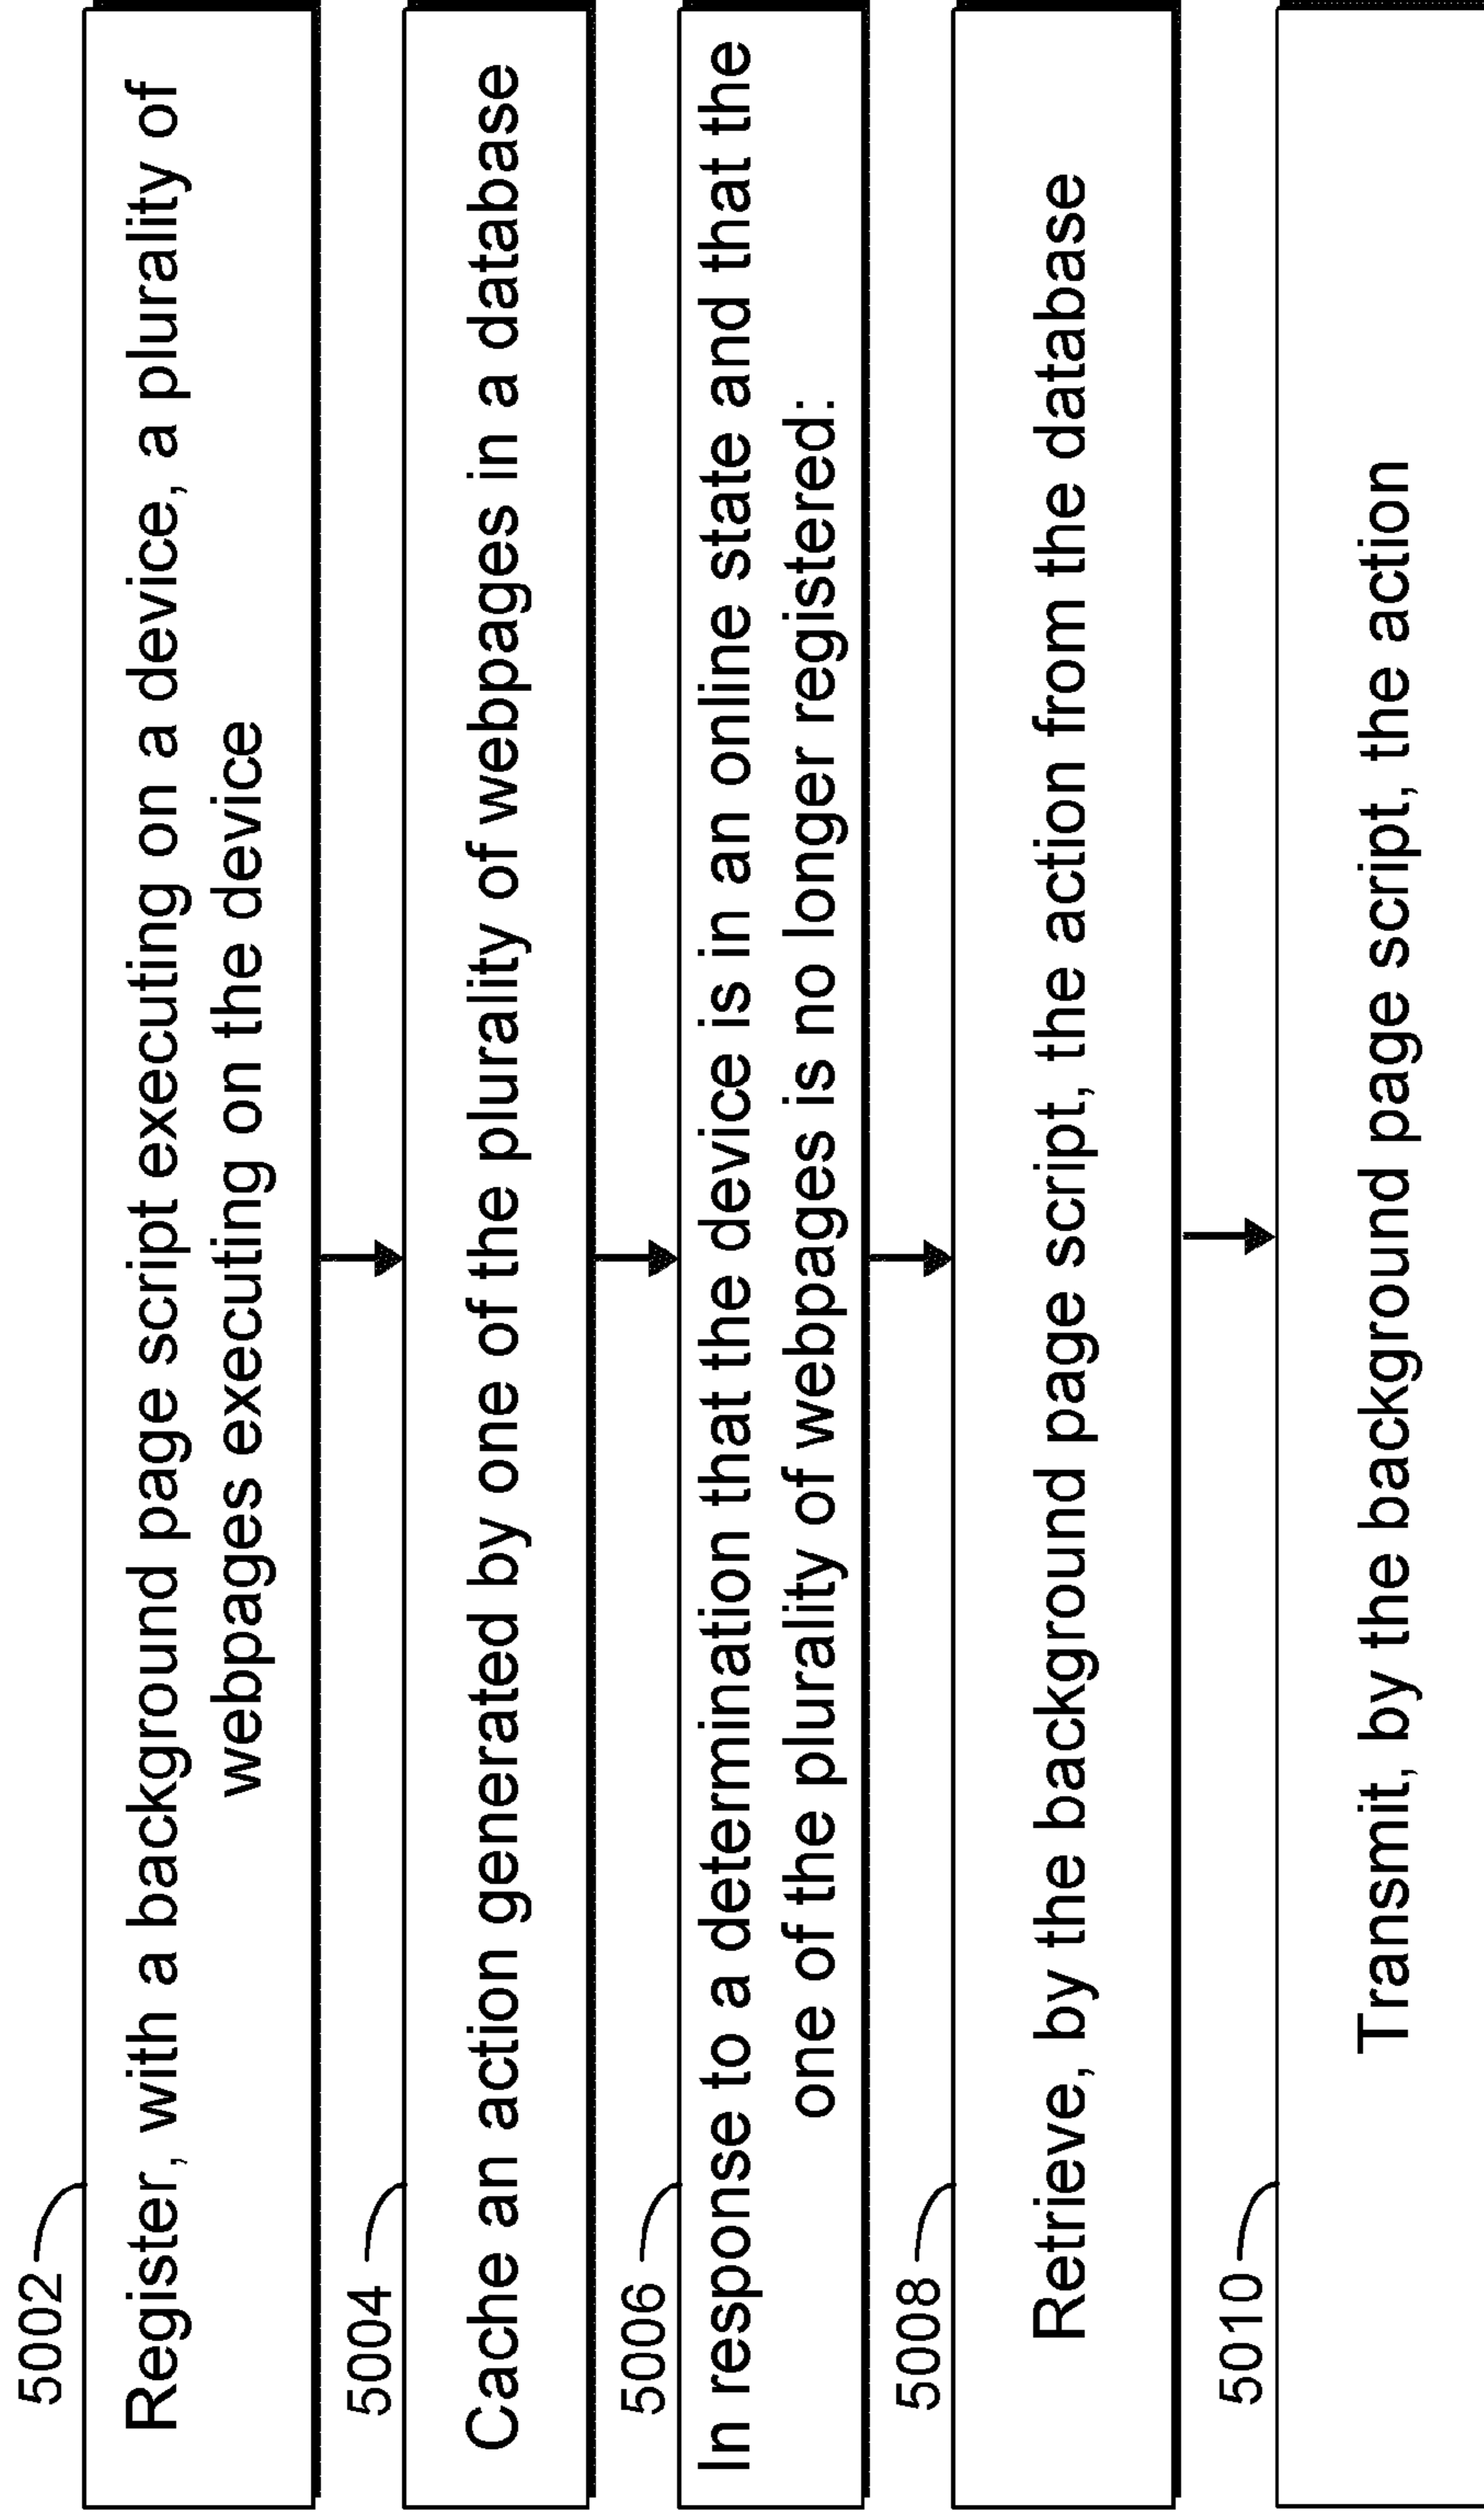 5002
Register, with a background page script executing on a device, a plurality of
webpages executing on the device
5004
Cache an action generated by one of the plurality of webpages in a database
5006
In response to a determination that the device is in an online state and that the
one of the plurality of webpages is no longer registered:
5008
Retrieve, by the background page script, the action from the database
5010
Transmit, by the background page script, the action